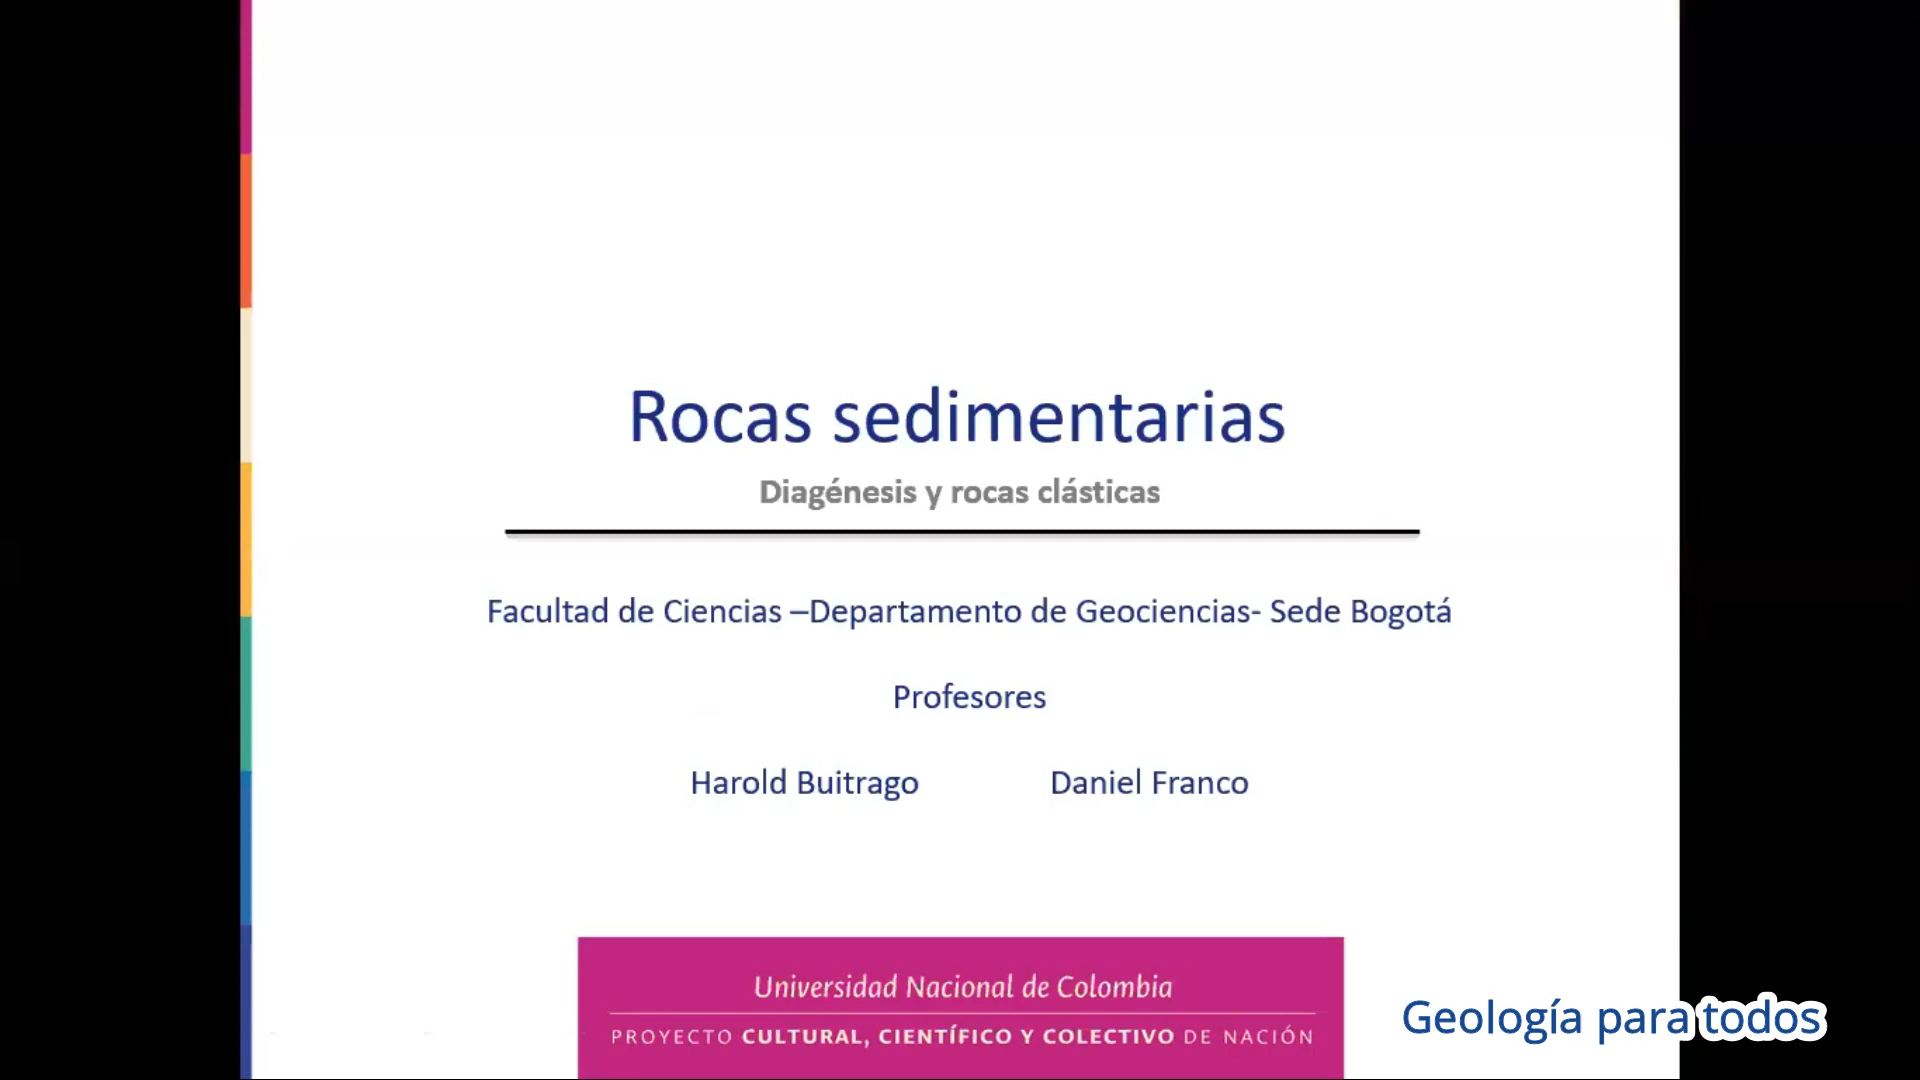 Rocas sedimentarias
Diagénesis y rocas clásticas
Facultad de Ciencias –Departamento de Geociencias- Sede Bogotá
Profesores
Harold Buitrago Daniel Franco
Universidad Nacional de Colombia
PROYECTO CULTURAL, CIENTÍFICO Y COLECTIVO DE NACIÓN
Geología para todos